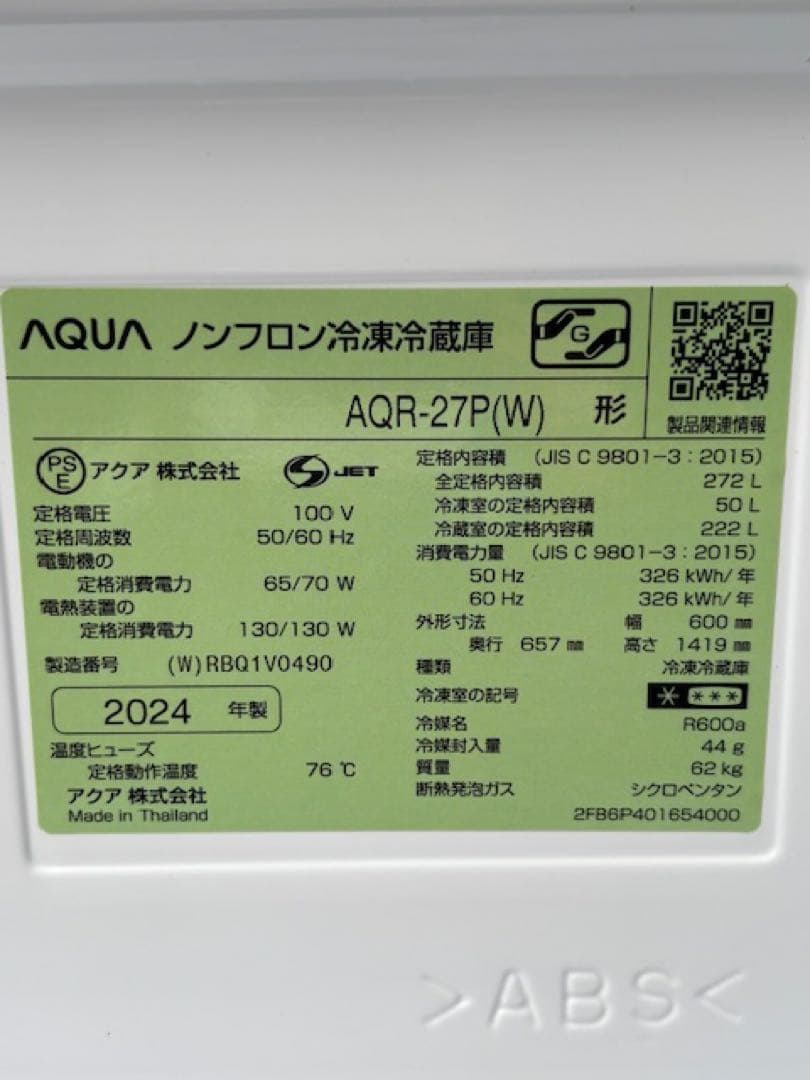 AQUA ノンフロン冷凍冷蔵庫
G
AQR-27P(W) 形
製品関連情報
PS
E
アクア 株式会社
S JET
定格電圧 100 V
定格周波数 50/60 Hz
電動機の
定格消費電力 65/70 W
電熱装置の
定格消費電力 130/130 W
製造番号 (W)RBQ1V0490
2024 年製
温度ヒューズ
定格動作温度 76 ℃
アクア 株式会社
Made in Thailand
定格内容積 (JIS C 9801-3:2015)
全定格内容積 272 L
冷凍室の定格内容積 50 L
冷蔵室の定格内容積 222 L
消費電力量 (JIS C 9801-3:2015)
50 Hz 326 kWh/年
60 Hz 326 kWh/年
外形寸法 幅 600 ㎜
奥行 657 ㎜ 高さ 1419 ㎜
種類 冷凍冷蔵庫
冷凍室の記号 * ***
冷媒名 R600a
冷媒封入量 44 g
質量 62 kg
断熱発泡ガス シクロペンタン
2FB6P401654000
>ABS<